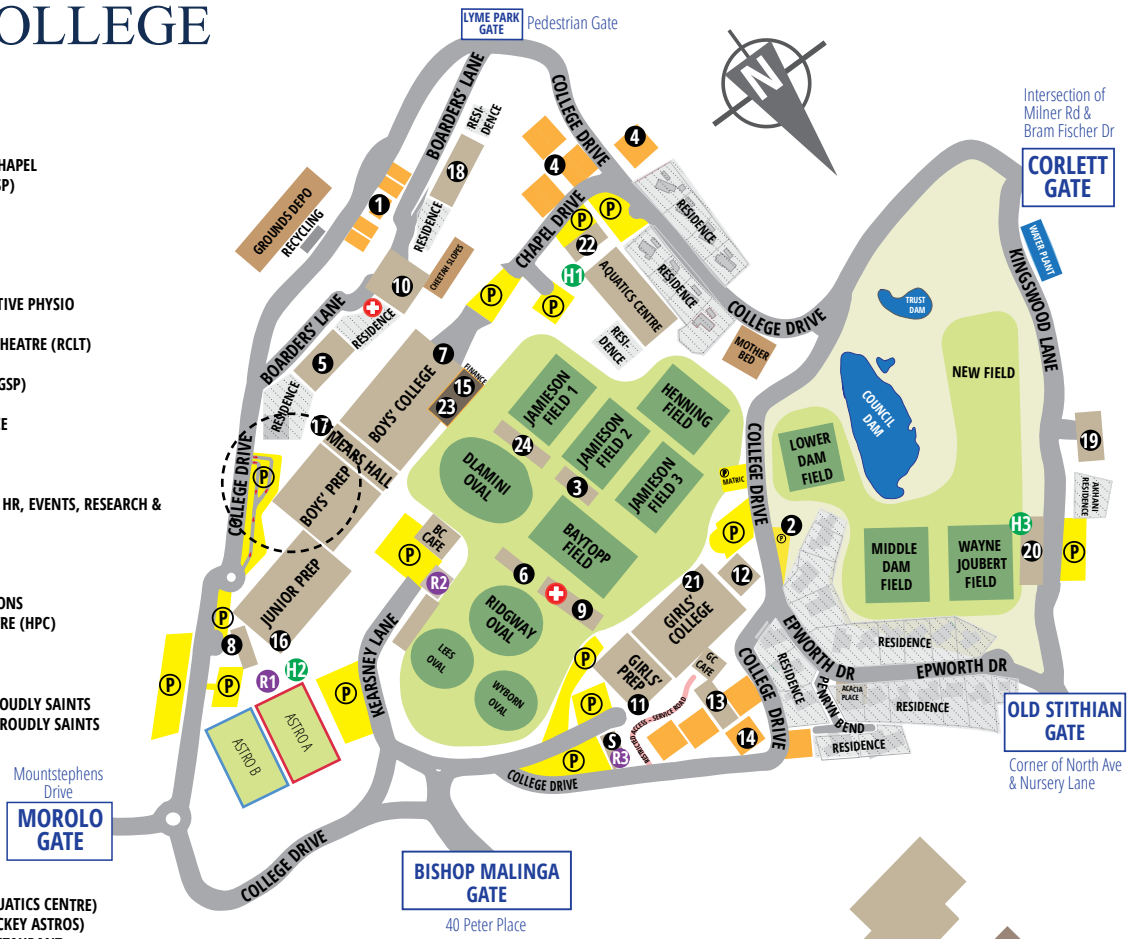 OLLEGE
HAPEL
SP)
TIVE PHYSIO
HEATRE (RCLT)
GSP)
CE
HR, EVENTS, RESEARCH &
ONS
TRE (HPC)
OUDLY SAINTS
ROUDLY SAINTS
UATICS CENTRE)
CKEY ASTROS)
LYME PARK
GATE
Pedestrian Gate
N
Intersection of
Milner Rd &
Bram Fischer Dr
CORLETT
GATE
BOARDERS' LANE
RESI-
DENCE
COLLEGE DRIVE
4
4
18
1
RESIDENCE
GROUNDS DEPO
RECYCLING
CHAPEL DRIVE
P
P
22
H1
RESIDENCE
RESIDENCE
AQUATICS CENTRE
WATER PLANT
KINGSWOOD LANE
10
CHEETAH SLOPES
P
P
TRUST
DAM
COLLEGE DRIVE
BOARDERS' LANE
RESIDENCE
RESI-
DENCE
MOTHER
BED
5
7
FINANCE
15
23
BOYS' COLLEGE
RESIDENCE
17
MEARS HALL
JAMIESON
FIELD 1
HENNING
FIELD
JAMIESON
FIELD 2
JAMIESON
FIELD 3
NEW FIELD
COUNCIL
DAM
19
24
3
DLAMINI
OVAL
LOWER
DAM
FIELD
AKHANI
RESIDENCE
COLLEGE DRIVE
P
BOYS' PREP
P
MATRIC
COLLEGE DRIVE
P
2
P
H3
20
P
BC
CAFE
P
R2
BAYTOPP
FIELD
MIDDLE
DAM
FIELD
WAYNE
JOUBERT
FIELD
6
9
21
12
JUNIOR PREP
P
8
16
KEARSNEY LANE
RIDGWAY
OVAL
LEES
OVAL
WYBORN
OVAL
GIRLS'
COLLEGE
GIRLS'
PREP
GC
CAFE
EPWORTH DR
RESIDENCE
EPWORTH DR
RESIDENCE
PENRYN BEND
ACACIA
PLACE
RESIDENCE
RESIDENCE
P
P
R1
H2
P
P
P
P
11
13
14
S
R3
RESTRICTED ACCESS - SERVICE ROAD
COLLEGE DRIVE
ASTRO A
ASTRO B
COLLEGE DRIVE
OLD STITHIAN
GATE
Corner of North Ave
& Nursery Lane
Mountstephens
Drive
MOROLO
GATE
COLLEGE DRIVE
BISHOP MALINGA
GATE
40 Peter Place